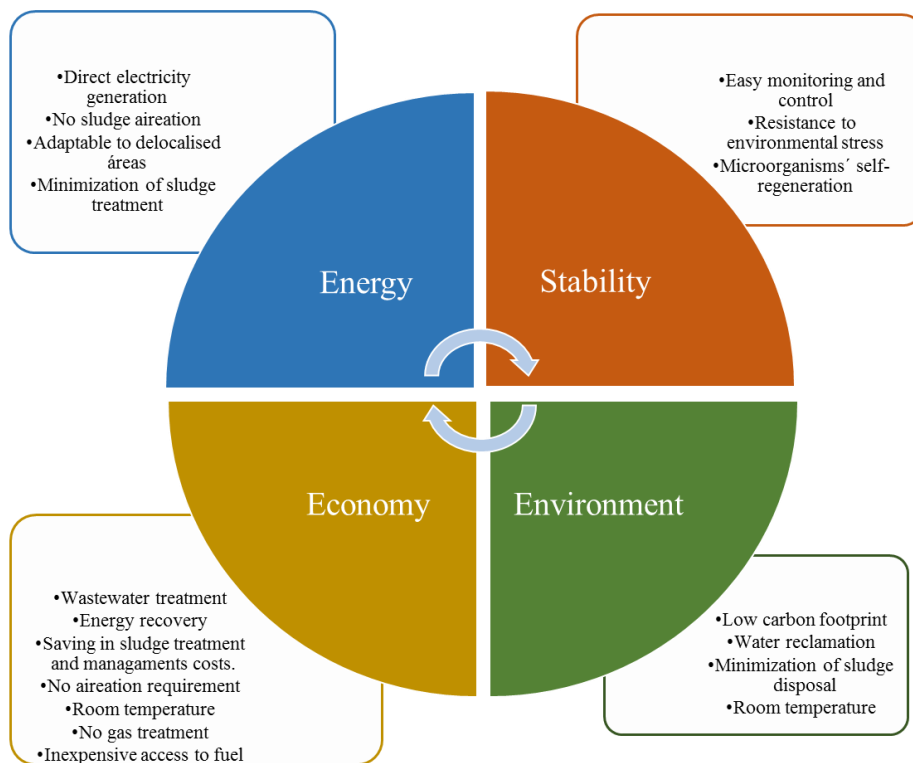 •Direct electricity
generation
•No sludge aireation
•Adaptable to delocalised
áreas
•Minimization of sludge
treatment
•Easy monitoring and
control
•Resistance to
environmental stress
•Microorganisms´ self-
regeneration
Energy
Stability
Economy
Environment
•Wastewater treatment
•Energy recovery
•Saving in sludge treatment
and managaments costs.
•No aireation requirement
•Room temperature
•No gas treatment
•Inexpensive access to fuel
•Low carbon footprint
•Water reclamation
•Minimization of sludge
disposal
•Room temperature